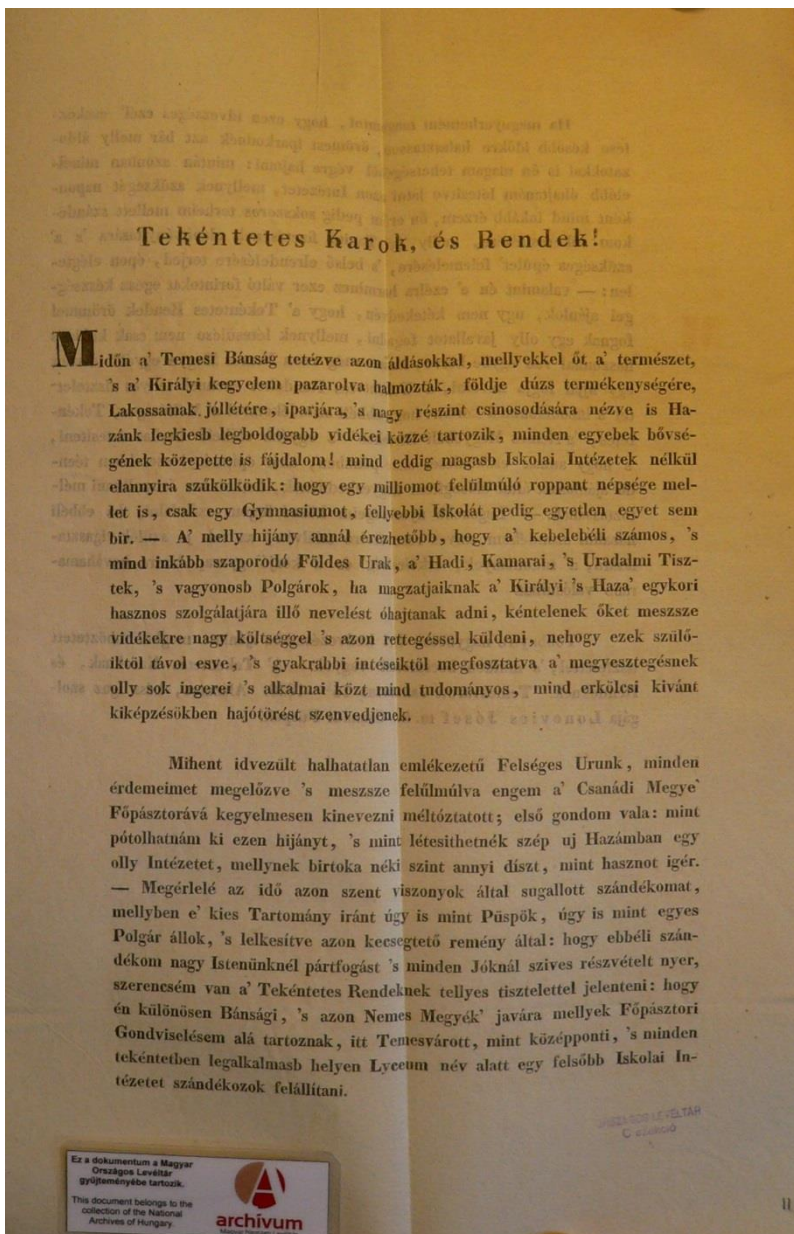 Tekéntetes Karok, és Rendek!
Midőn a' Temesi Bánság tetézve azon áldásokkal, mellyekkel őt a' természet,
's a' Királyi kegyelem pazarolva halmozták, földje dúzs termékenységére,
Lakossainak jóllétére, iparjára, 's nagy részint csinosodására nézve is Ha-
zánk legkiesb legboldogabb vidékei közzé tartozik, minden egyebek bővsé-
gének közepette is fájdalom! mind eddig magasb Iskolai Intézetek nélkül
elannyira szűkölködik: hogy egy milliomot felülmúló roppant népsége mel-
let is, csak egy Gymnasiumot, fellyebbi Iskolát pedig egyetlen egyet sem
bir. — A' melly hijány annál érezhetőbb, hogy a' kebelebéli számos, 's
mind inkább szaporodó Földes Urak, a' Hadi, Kamarai, 's Uradalmi Tisz-
tek, 's vagyonosb Polgárok, ha magzatjaiknak a' Királyi 's Haza' egykori
hasznos szolgálatjára illő nevelést óhajtanak adni, kéntelenek őket meszsze
vidékekre nagy költséggel 's azon rettegéssel küldeni, nehogy ezek szülő-
iktöl távol esve, 's gyakrabbi intéseiktöl megfosztatva a' megvesztegésnek
olly sok ingerei 's alkalmai közt mind tudományos, mind erkölcsi kivánt
kiképzésökben hajótörést szenvedjenek.
Mihent idvezült halhatatlan emlékezetű Felséges Urunk, minden
érdemeimet megelőzve 's meszsze felűlmúlva engem a' Csanádi Megye'
Főpásztorává kegyelmesen kinevezni méltóztatott; első gondom vala: mint
pótolhatnám ki ezen hijányt, 's mint létesithetnék szép uj Hazámban egy
olly Intézetet, mellynek birtoka néki szint annyi díszt, mint hasznot igér.
— Megérlelé az idő azon szent viszonyok által sugallott szándékomat,
mellyben e' kies Tartomány iránt úgy is mint Püspök, úgy is mint egyes
Polgár állok, 's lelkesítve azon kecsegtető remény által: hogy ebbéli szán-
dékom nagy Istenünknél pártfogást 's minden Jóknál szives részvételt nyer,
szerencsém van a' Tekéntetes Rendeknek tellyes tisztelettel jelenteni: hogy
én különösen Bánsági, 's azon Nemes Megyék' javára mellyek Főpásztori
Gondviselésem alá tartoznak, itt Temesvárott, mint középponti, 's minden
tekéntetben legalkalmasb helyen Lyceum név alatt egy felsőbb Iskolai In-
tézetet szándékozok felállítani.
Ez a dokumentum a Magyar
Országos Levéltár
gyűjteményébe tartozik.
This document belongs to the
collection of the National
Archives of Hungary
archívum